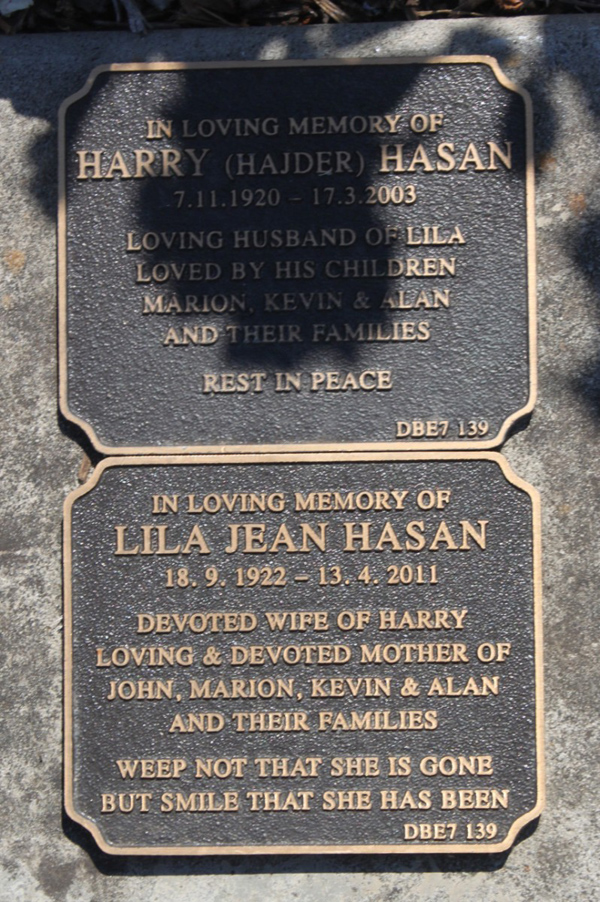 IN LOVING MEMORY OF
HARRY (HAJDER) HASAN
7.11.1920 – 17.3.2003
LOVING HUSBAND OF LILA
LOVED BY HIS CHILDREN
MARION, KEVIN & ALAN
AND THEIR FAMILIES
REST IN PEACE
DBE7 139
IN LOVING MEMORY OF
LILA JEAN HASAN
18. 9. 1922 – 13. 4. 2011
DEVOTED WIFE OF HARRY
LOVING & DEVOTED MOTHER OF
JOHN, MARION, KEVIN & ALAN
AND THEIR FAMILIES
WEEP NOT THAT SHE IS GONE
BUT SMILE THAT SHE HAS BEEN
DBE7 139